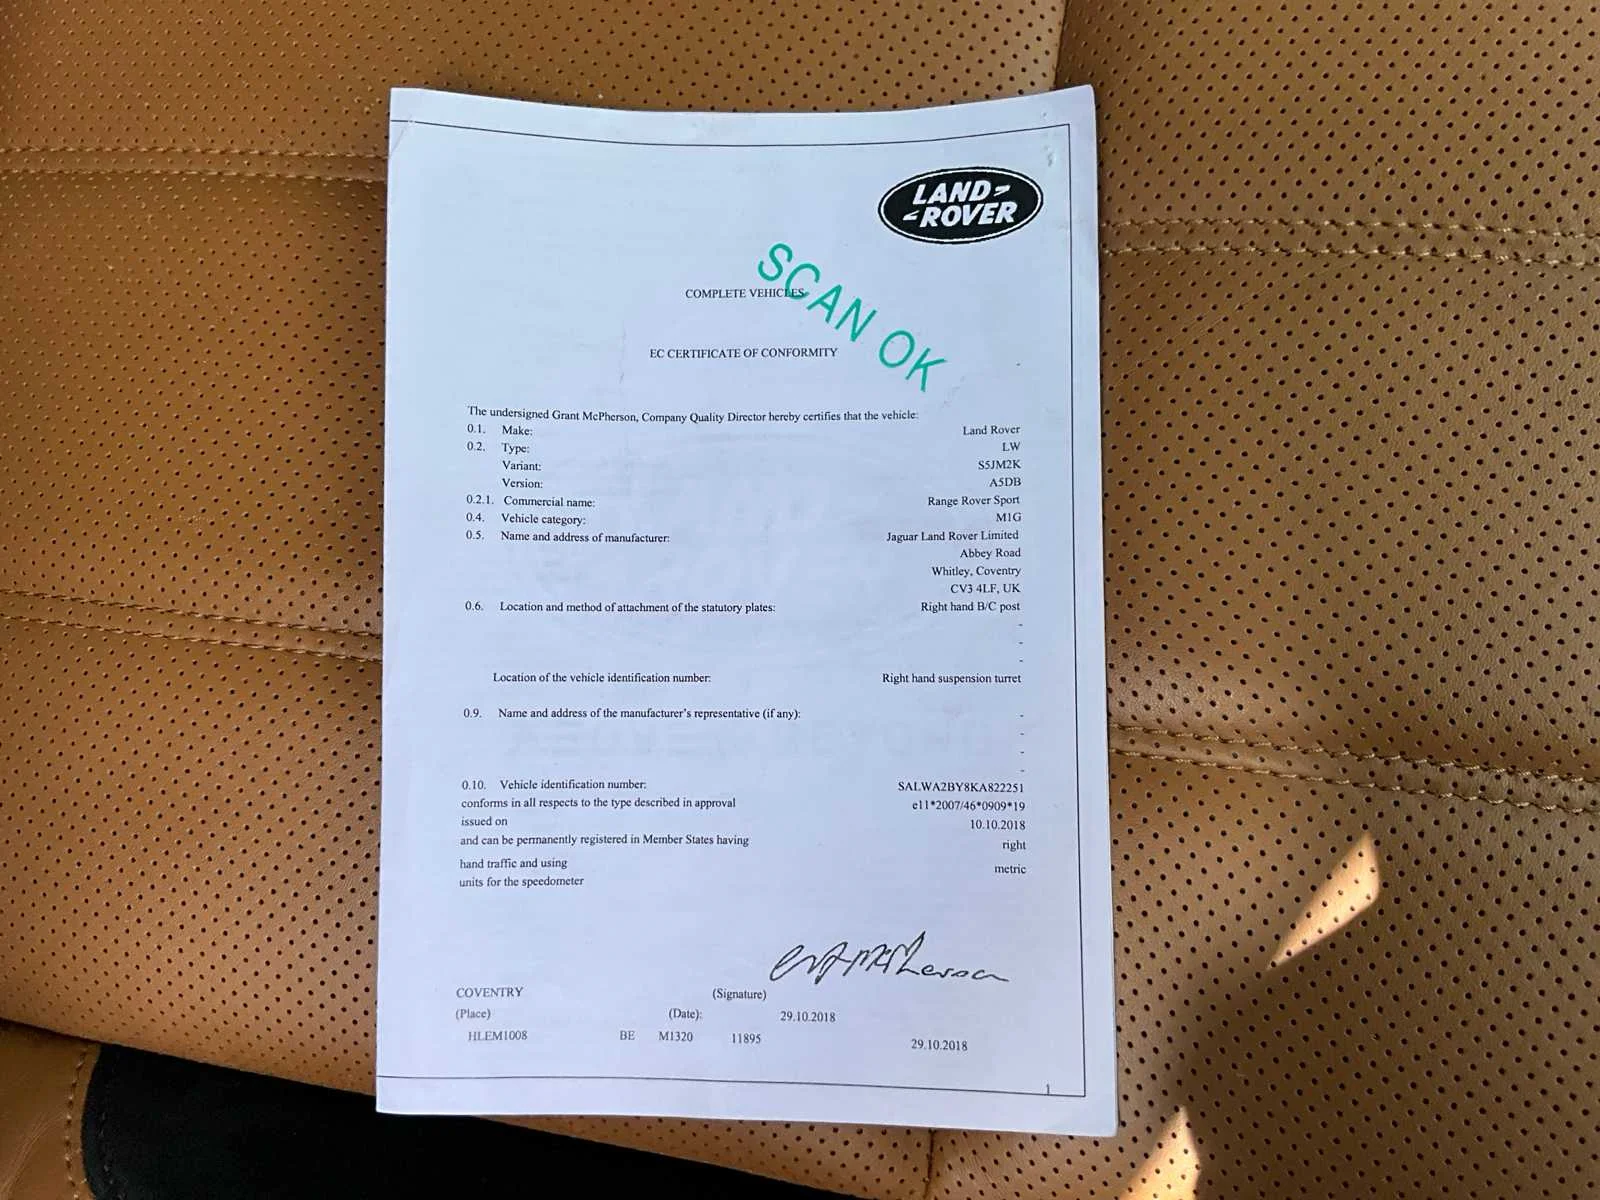 LAND
ROVER
SCAN OK
COMPLETE VEHICLES
EC CERTIFICATE OF CONFORMITY
The undersigned Grant McPherson, Company Quality Director hereby certifies that the vehicle:
0.1. Make: Land Rover
0.2. Type: LW
Variant: S5JM2K
Version: A5DB
0.2.1. Commercial name: Range Rover Sport
0.4. Vehicle category: M1G
0.5. Name and address of manufacturer: Jaguar Land Rover Limited
Abbey Road
Whitley, Coventry
CV3 4LF, UK
0.6. Location and method of attachment of the statutory plates: Right hand B/C post
-
-
-
Location of the vehicle identification number: Right hand suspension turret
0.9. Name and address of the manufacturer's representative (if any): -
-
-
-
0.10. Vehicle identification number: SALWA2BY8KA822251
conforms in all respects to the type described in approval e11*2007/46*0909*19
issued on 10.10.2018
and can be permanently registered in Member States having right
hand traffic and using metric
units for the speedometer
COVENTRY (Signature)
(Place) (Date): 29.10.2018
HLEM1008 BE M1320 11895 29.10.2018
1